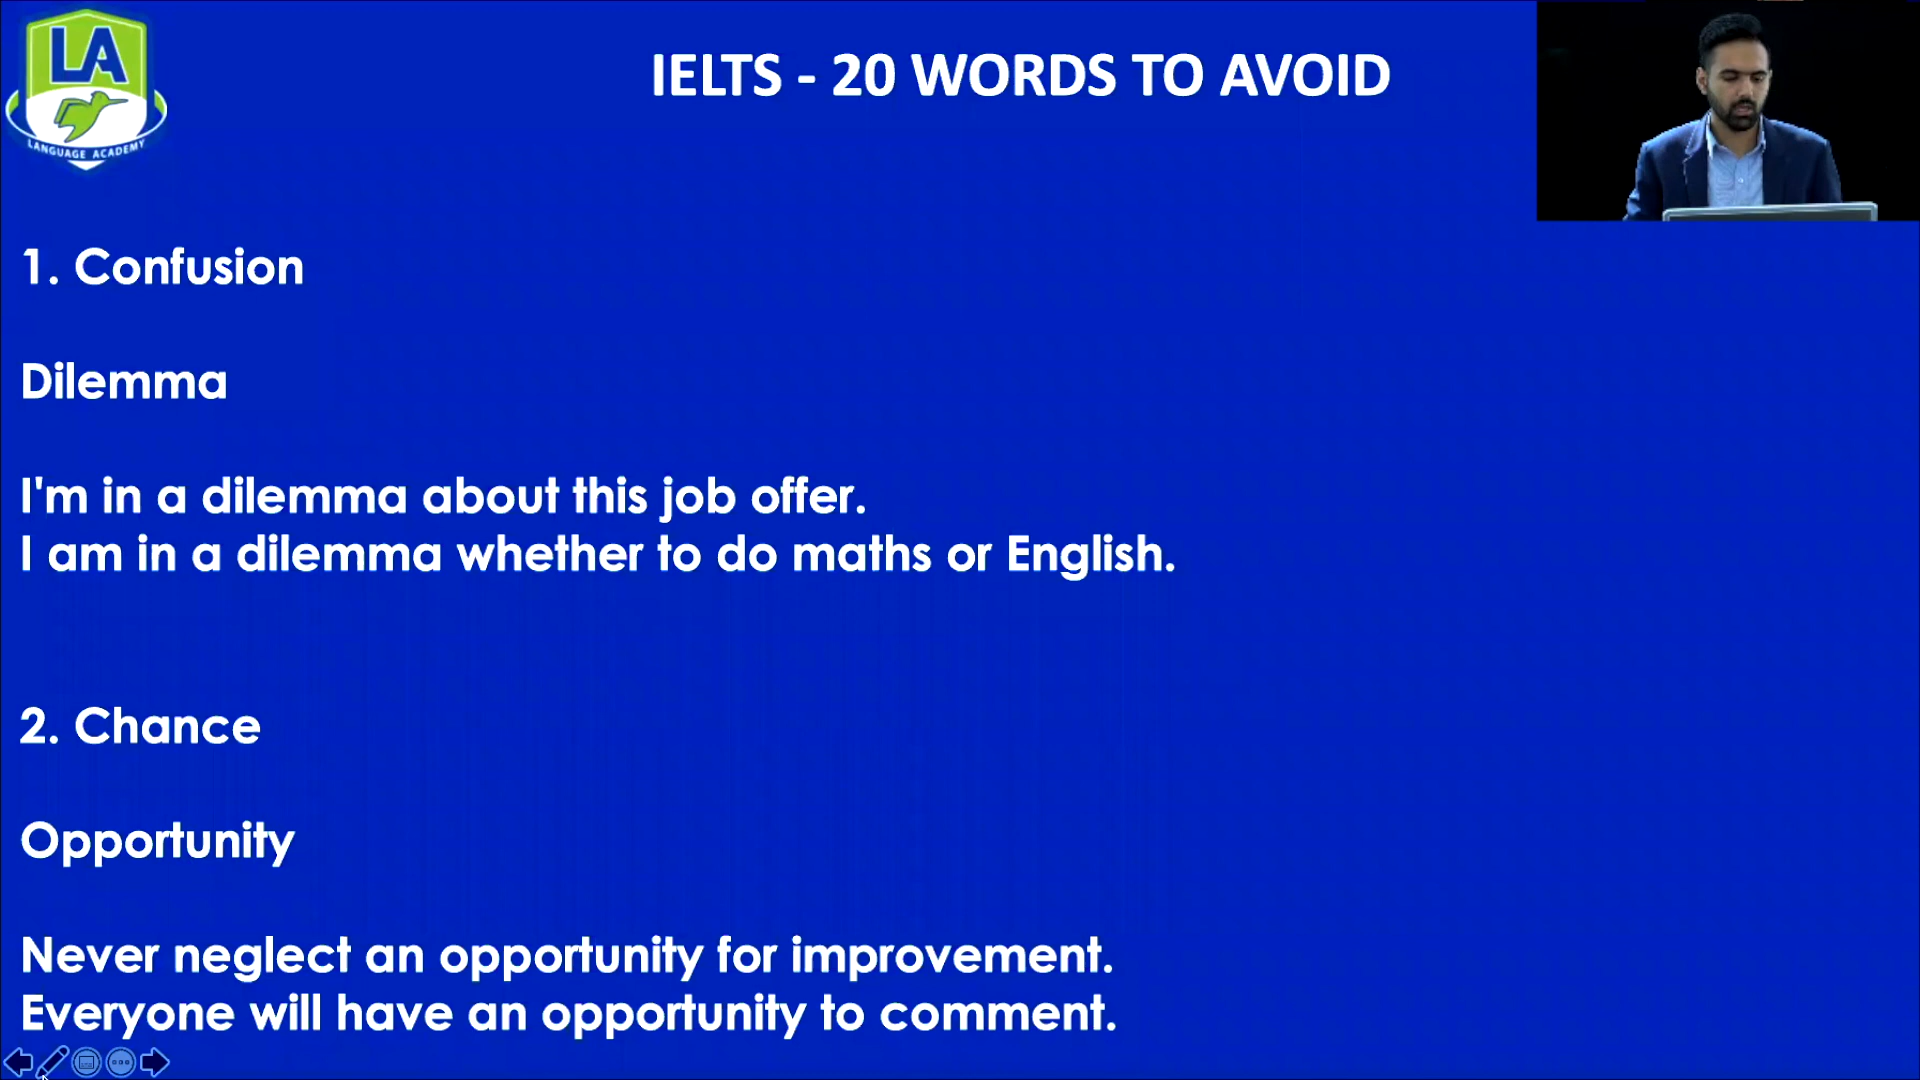 LA
LANGUAGE ACADEMY
IELTS - 20 WORDS TO AVOID
1. Confusion
Dilemma
I'm in a dilemma about this job offer.
I am in a dilemma whether to do maths or English.
2. Chance
Opportunity
Never neglect an opportunity for improvement.
Everyone will have an opportunity to comment.